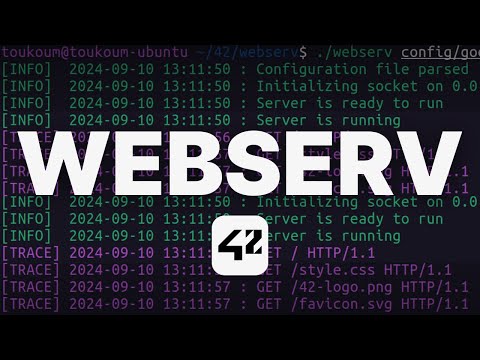 toukoum@toukoum-ubuntu ~/42/webserv$ ./webserv config/goo
[INFO] 2024-09-10 13:11:50 : Configuration file parsed
[INFO] 2024-09-10 13:11:50 : Initializing socket on 0.0
[INFO] 2024-09-10 13:11:50 : Server is ready to run
[INFO] 2024-09-10 13:11:50 : Server is running
WEBSERV
[INFO] 2024-09-10 13:11:50 : Initializing socket on 0.0
[INFO] 2024-09-10 13:11:50 : Server is ready to run
[INFO] 2024-09-10 13:11:50 : Server is running
[TRACE] 2024-09-10 13:11:5 GET / HTTP/1.1
[TRACE] 2024-09-10 13:11:5 GET /style.css HTTP/1.1
[TRACE] 2024-09-10 13:11:57 : GET /42-logo.png HTTP/1.1
[TRACE] 2024-09-10 13:11:57 : GET /favicon.svg HTTP/1.1
42